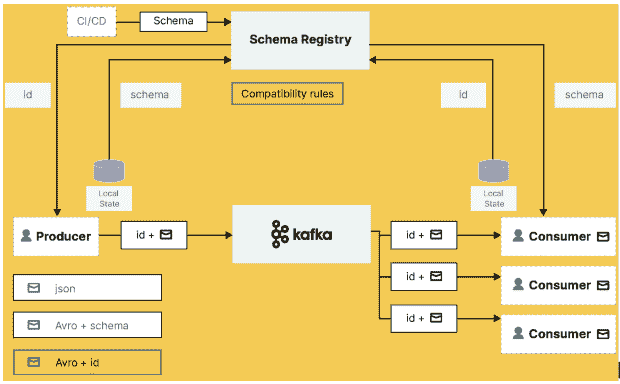 CI/CD
Schema
Schema Registry
id
schema
Compatibility rules
id
schema
Local
State
Local
State
Producer
id +
kafka
id +
Consumer
id +
Consumer
id +
Consumer
json
Avro + schema
Avro + id